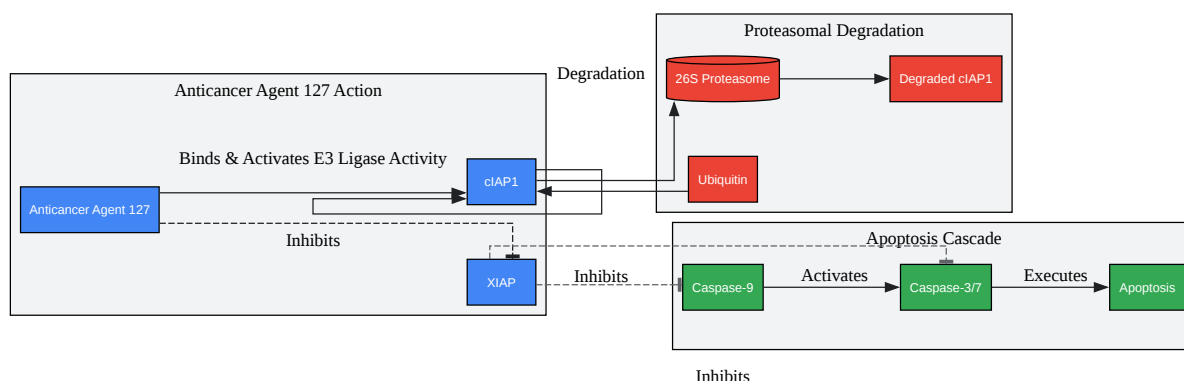 Proteasomal Degradation
Degradation
26S Proteasome
Degraded cIAP1
Anticancer Agent 127 Action
Binds & Activates E3 Ligase Activity
cIAP1
Ubiquitin
Anticancer Agent 127
Inhibits
Apoptosis Cascade
XIAP
Inhibits
Caspase-9
Activates
Caspase-3/7
Executes
Apoptosis
Inhibits